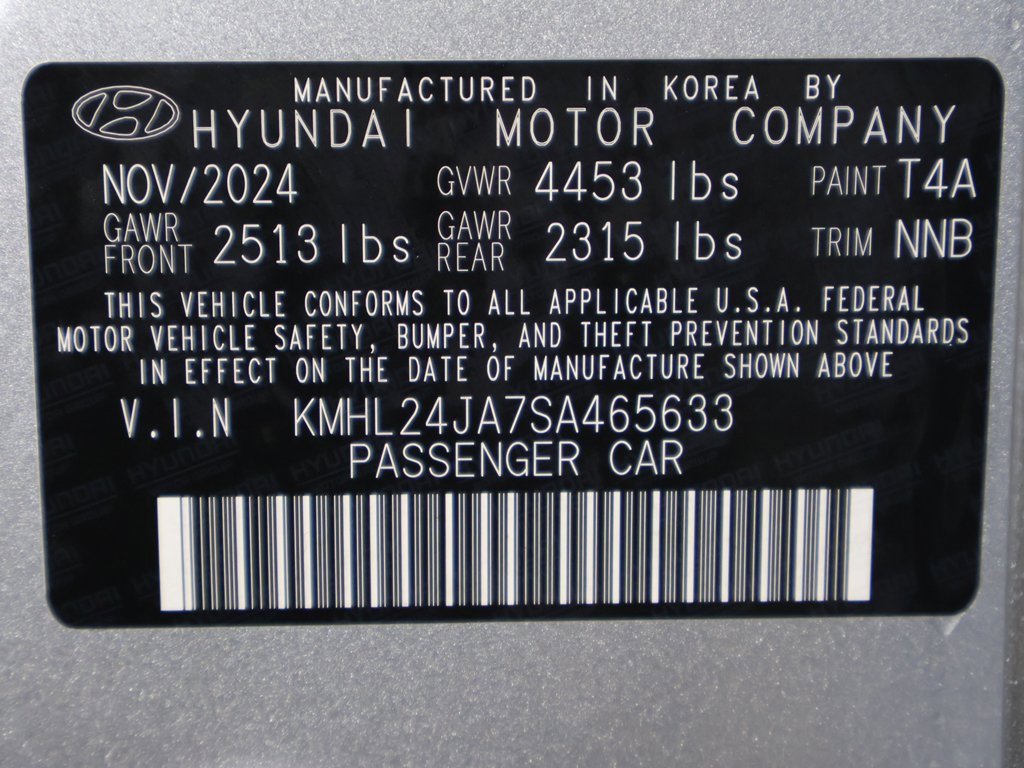 MANUFACTURED IN KOREA BY
HYUNDAI MOTOR COMPANY
NOV/2024 GVWR 4453 lbs PAINT T4A
GAWR FRONT 2513 lbs GAWR REAR 2315 lbs TRIM NNB
THIS VEHICLE CONFORMS TO ALL APPLICABLE U.S.A. FEDERAL
MOTOR VEHICLE SAFETY, BUMPER, AND THEFT PREVENTION STANDARDS
IN EFFECT ON THE DATE OF MANUFACTURE SHOWN ABOVE
V.I.N KMHL24JA7SA465633
PASSENGER CAR